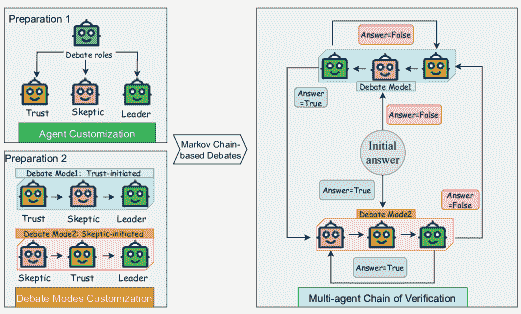 Preparation 1
Debate roles
Trust
Skeptic
Leader
Agent Customization
Preparation 2
Debate Mode1: Trust-initiated
Trust
Skeptic
Leader
Debate Mode2: Skeptic-initiated
Skeptic
Trust
Leader
Debate Modes Customization
Markov Chain-
based Debates
Answer=False
Answer
=True
Debate Mode1
Answer=False
Initial
answer
Answer=True
Answer
=False
Debate Mode2
Answer=True
Multi-agent Chain of Verification